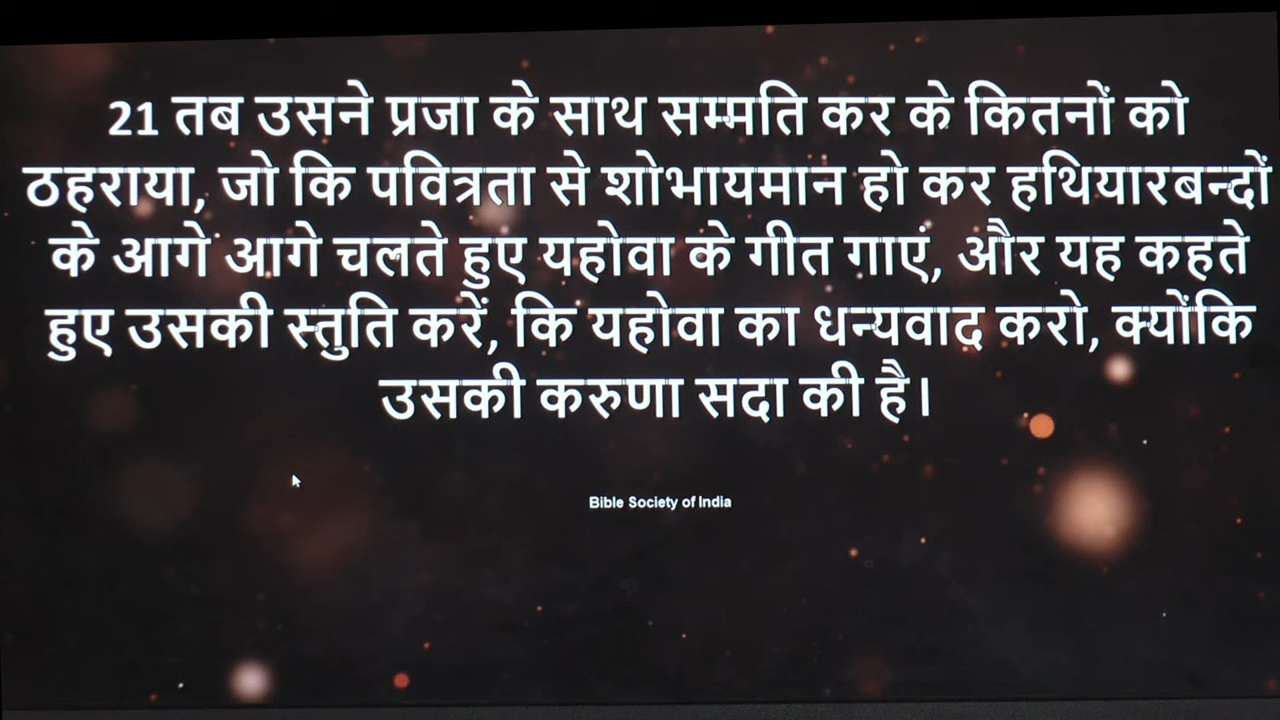 21 तब उसने प्रजा के साथ सम्मति कर के कितनों को
ठहराया, जो कि पवित्रता से शोभायमान हो कर हथियारबन्दों
के आगे आगे चलते हुए यहोवा के गीत गाएं, और यह कहते
हुए उसकी स्तुति करें, कि यहोवा का धन्यवाद करो, क्योंकि
उसकी करुणा सदा की है।
Bible Society of India